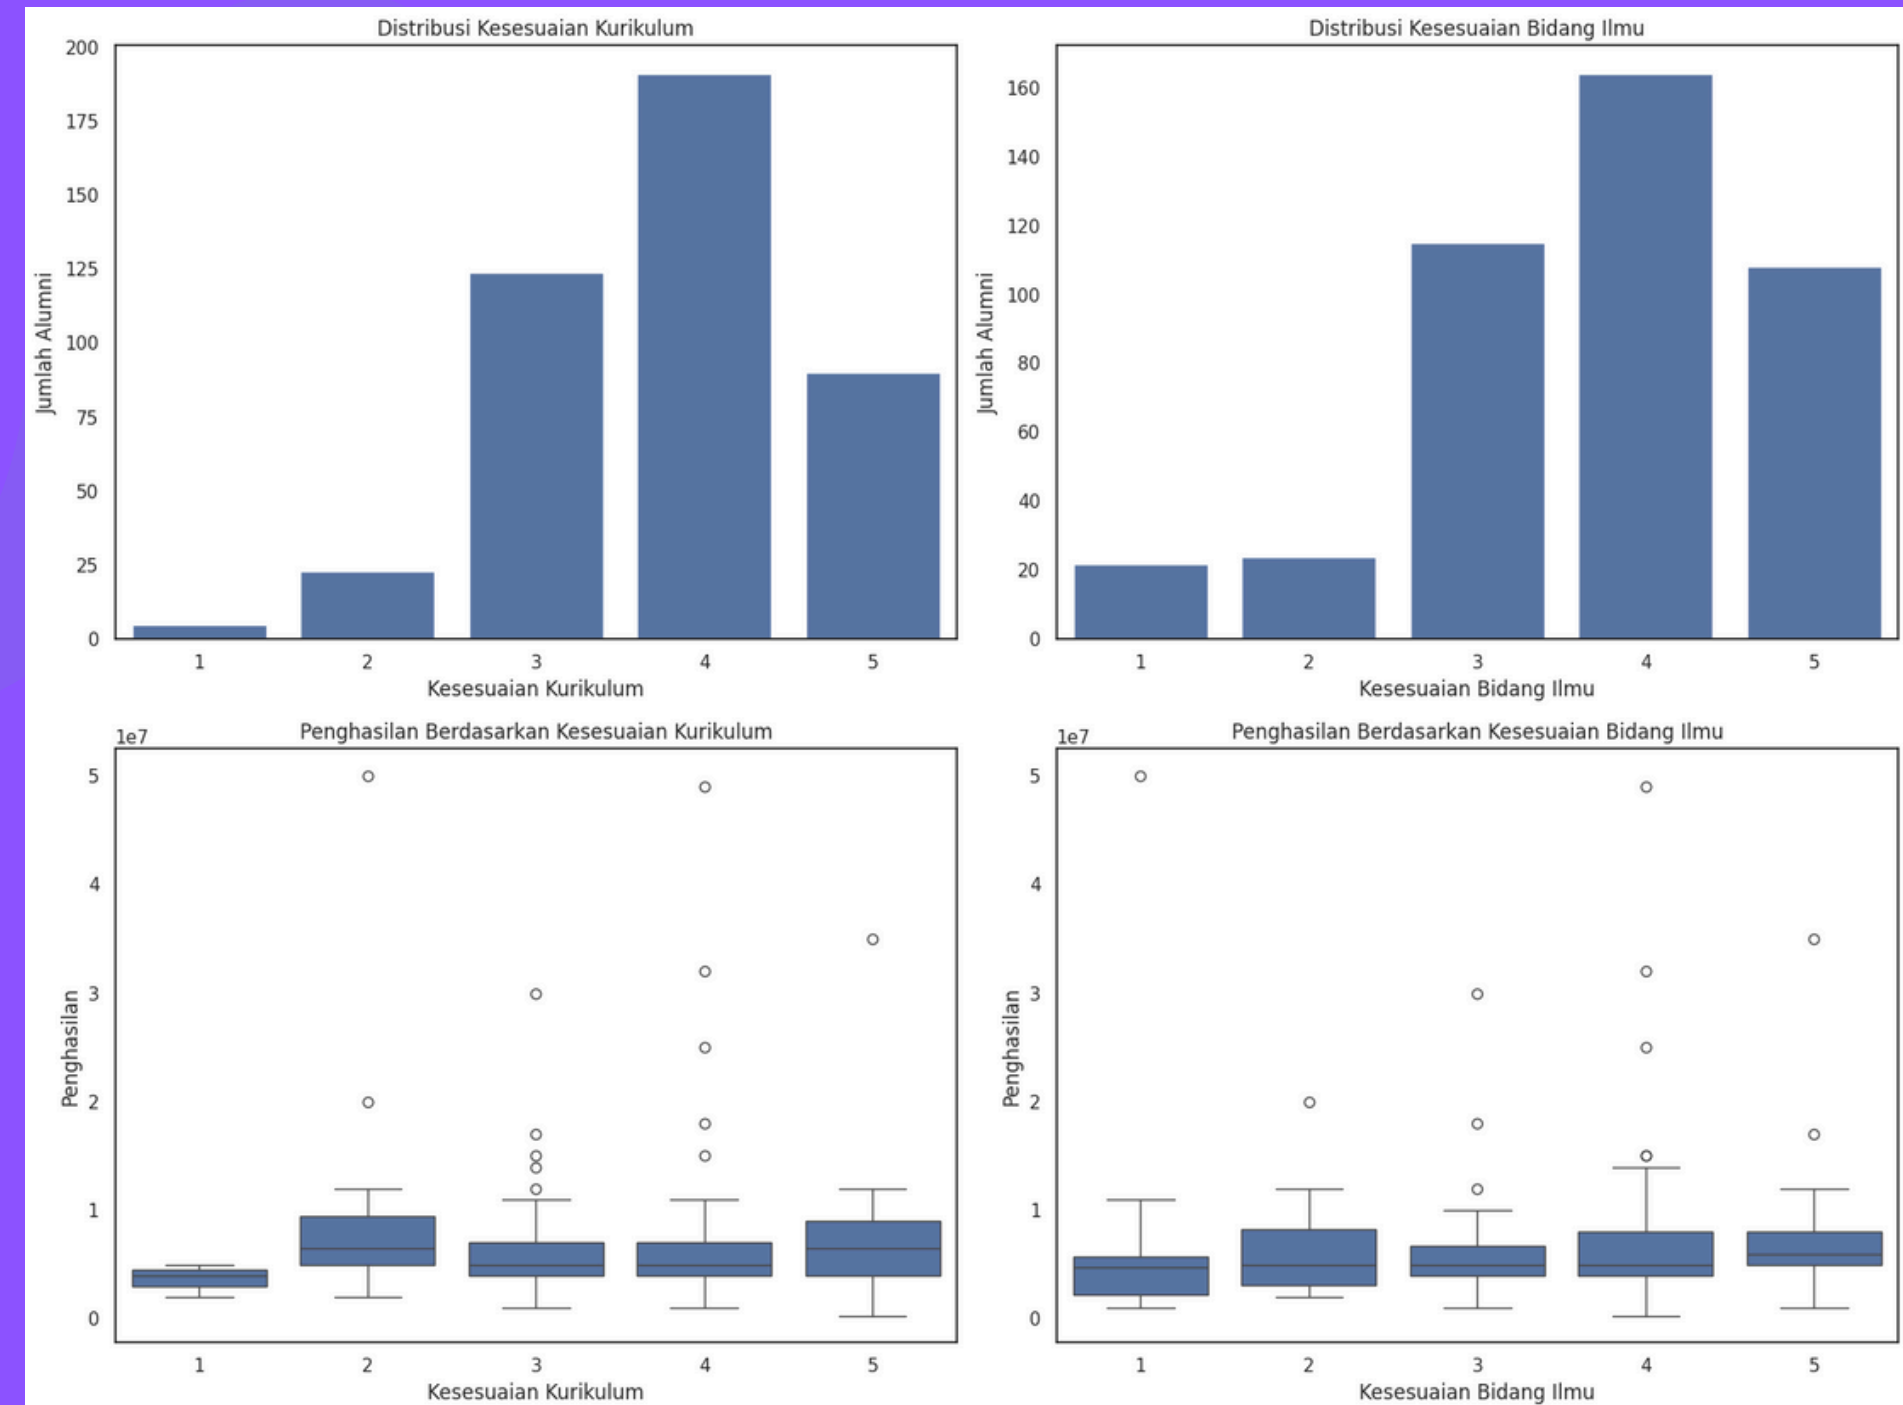 Distribusi Kesesuaian Kurikulum
200
175
150
125
100
75
50
25
0
Jumlah Alumni
1 2 3 4 5
Kesesuaian Kurikulum
Distribusi Kesesuaian Bidang Ilmu
160
140
120
100
80
60
40
20
0
Jumlah Alumni
1 2 3 4 5
Kesesuaian Bidang Ilmu
Penghasilan Berdasarkan Kesesuaian Kurikulum
1e7
5
4
3
2
1
0
Penghasilan
1 2 3 4 5
Kesesuaian Kurikulum
Penghasilan Berdasarkan Kesesuaian Bidang Ilmu
1e7
5
4
3
2
1
0
Penghasilan
1 2 3 4 5
Kesesuaian Bidang Ilmu